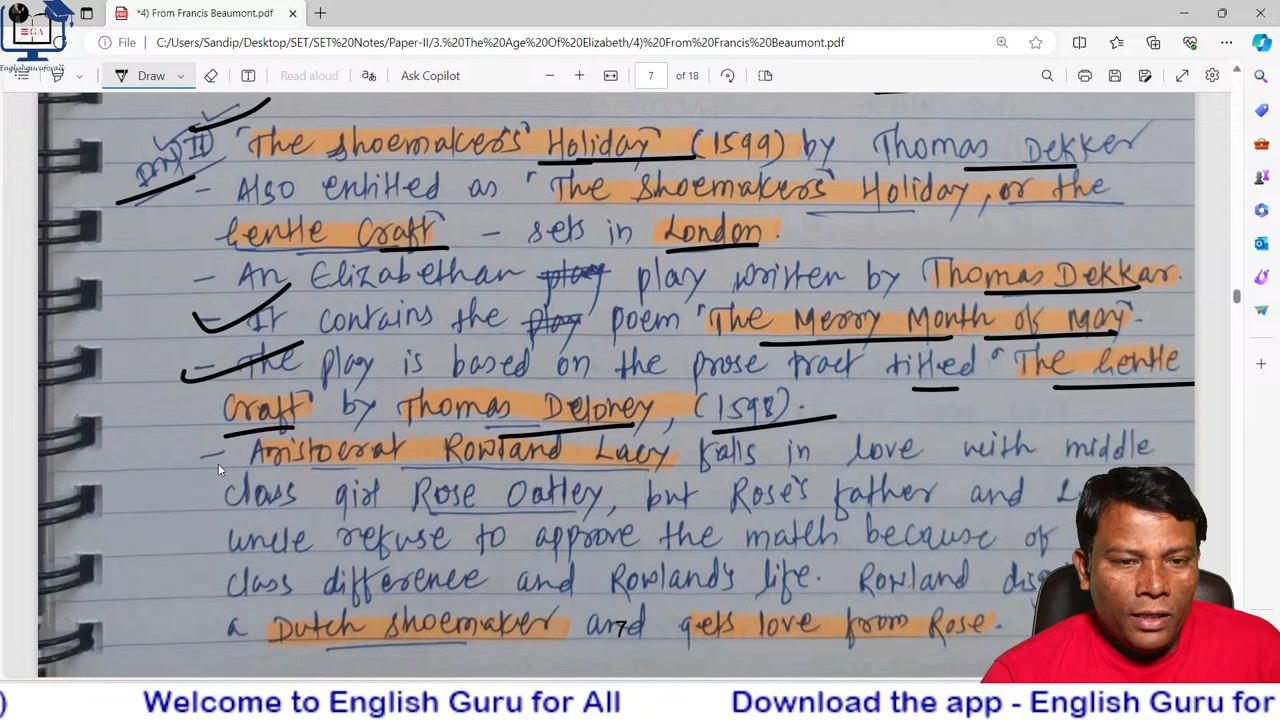 EGA
Englishguruforall
*4) From Francis Beaumont.pdf
File
C:/Users/Sandip/Desktop/SET/SET%20Notes/Paper-II/3.%20The%20Age%20Of%20Elizabeth/4)%20From%20Francis%20Beaumont.pdf
Draw
Read aloud
Ask Copilot
7 of 18
II "The Shoemaker's" Holiday" (1599) by Thomas Dekker
- Also entitled as "The Shoemakers' Holiday, or the
Gentle Craft" - sets in London.
- An Elizabethan play play written by Thomas Dekkar.
- It contains the play poem "The Merry Month of May".
- The play is based on the prose tract titled "The Gentle
Craft" by Thomas Deloney, (1598).
- Aristocrat Rowland Lacy falls in love with middle
class girl Rose Oatley, but Rose's father and
uncle refuse to approve the match because of
class difference and Rowland's life. Rowland
a Dutch shoemaker and gets love from Rose.
7
Welcome to English Guru for All
Download the app - English Guru for